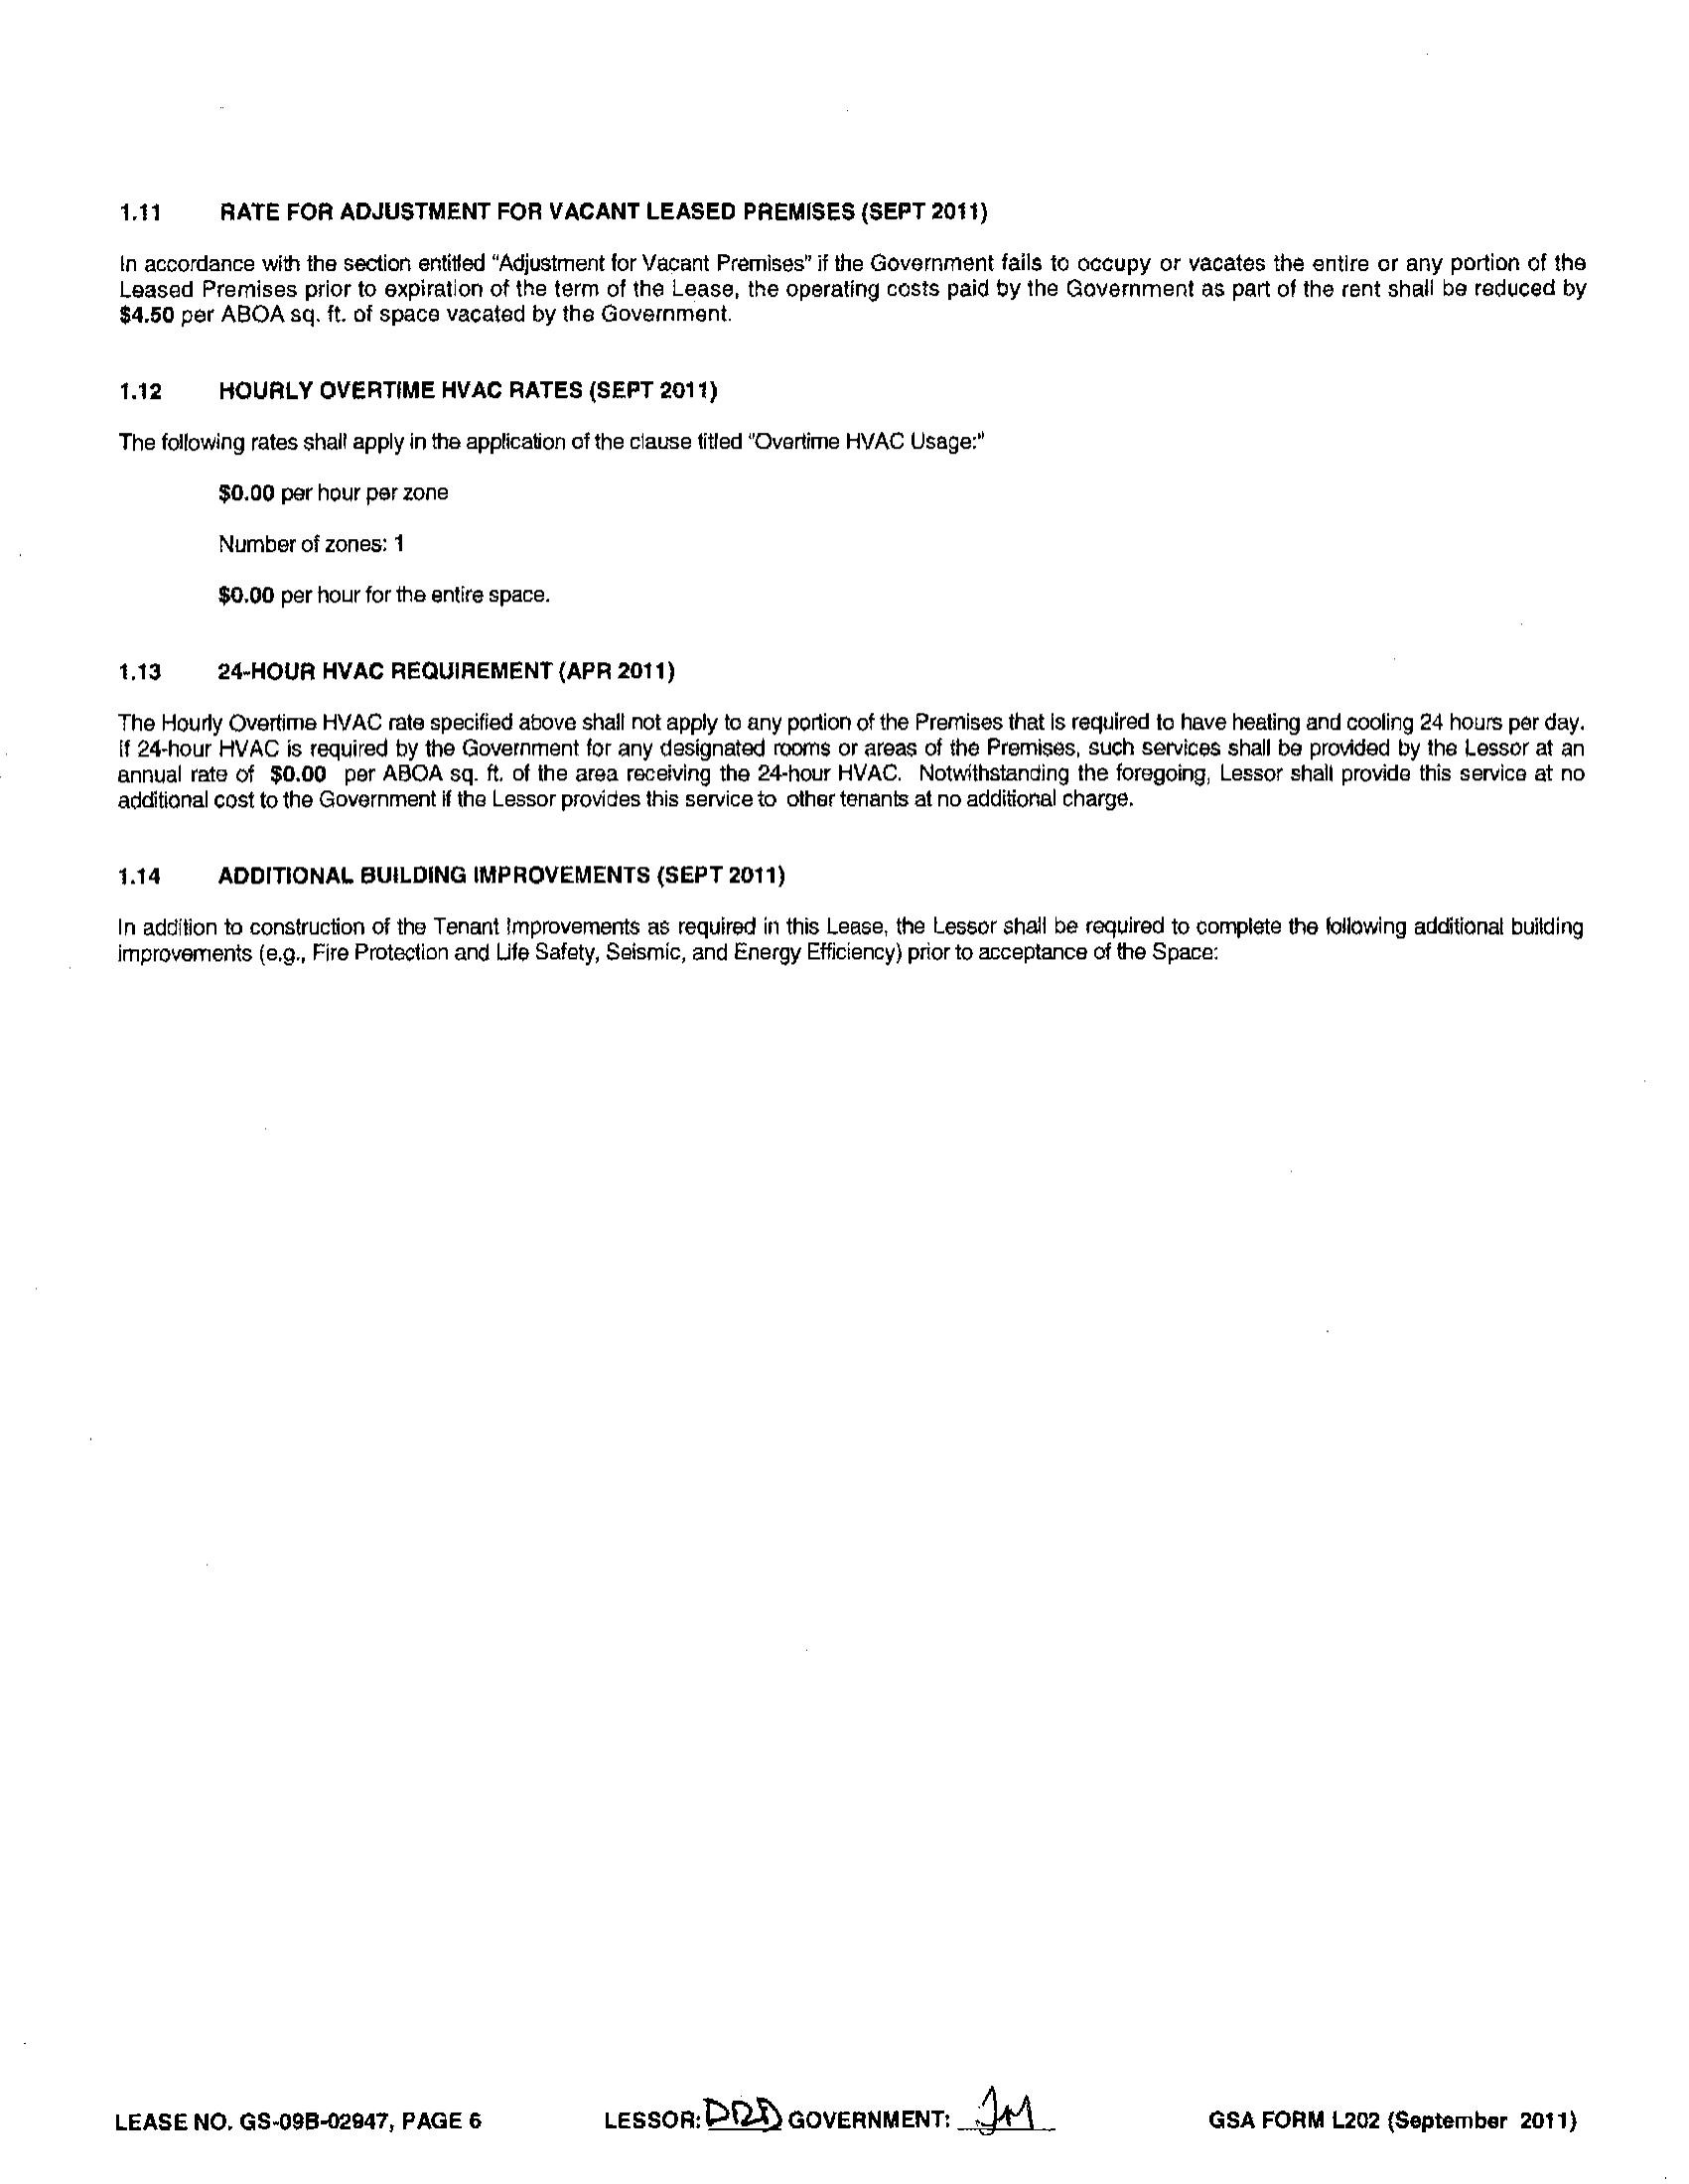 1.11 RATE FOR ADJUSTMENT FOR VACANT LEASED PREMISES (SEPT 2011)
In accordance with the section entitled “Adjustment for Vacant Premises” if the Government fails to occupy or vacates the entire or any portion of the
Leased Premises prior to expiration of the term of the Lease, the operating costs paid by the Government as part of the rent shall be reduced by
$4.50 per ABOA sq. ft. of space vacated by the Government.
1.12 HOURLY OVERTIME HVAC RATES (SEPT 2011)
The following rates shall apply in the application of the clause titled "Overtime HVAC Usage:"
$0.00 per hour per zone
Number of zones: 1
$0.00 per hour for the entire space.
1.13 24-HOUR HVAC REQUIREMENT (APR 2011)
The Hourly Overtime HVAC rate specified above shall not apply to any portion of the Premises that is required to have heating and cooling 24 hours per day.
If 24-hour HVAC is required by the Government for any designated rooms or areas of the Premises, such services shall be provided by the Lessor at an
annual rate of $0.00 per ABOA sq. ft. of the area receiving the 24-hour HVAC. Notwithstanding the foregoing, Lessor shall provide this service at no
additional cost to the Government if the Lessor provides this service to other tenants at no additional charge.
1.14 ADDITIONAL BUILDING IMPROVEMENTS (SEPT 2011)
In addition to construction of the Tenant Improvements as required in this Lease, the Lessor shall be required to complete the following additional building
improvements (e.g., Fire Protection and Life Safety, Seismic, and Energy Efficiency) prior to acceptance of the Space:
LEASE NO. GS-09B-02947, PAGE 6 LESSOR: GOVERNMENT: JM GSA FORM L202 (September 2011)